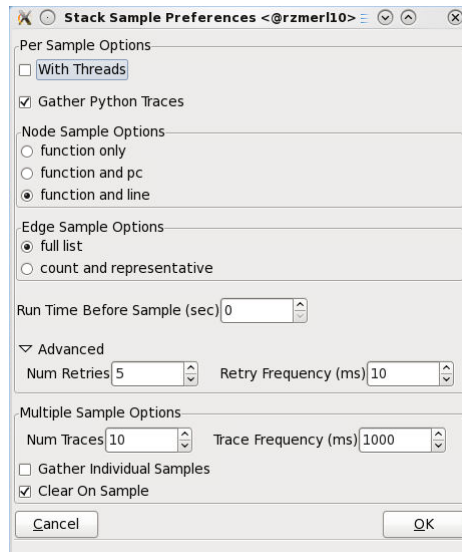 Stack Sample Preferences <@rzmerl10>
Per Sample Options
With Threads
Gather Python Traces
Node Sample Options
function only
function and pc
function and line
Edge Sample Options
full list
count and representative
Run Time Before Sample (sec) 0
Advanced
Num Retries 5 Retry Frequency (ms) 10
Multiple Sample Options
Num Traces 10 Trace Frequency (ms) 1000
Gather Individual Samples
Clear On Sample
Cancel OK